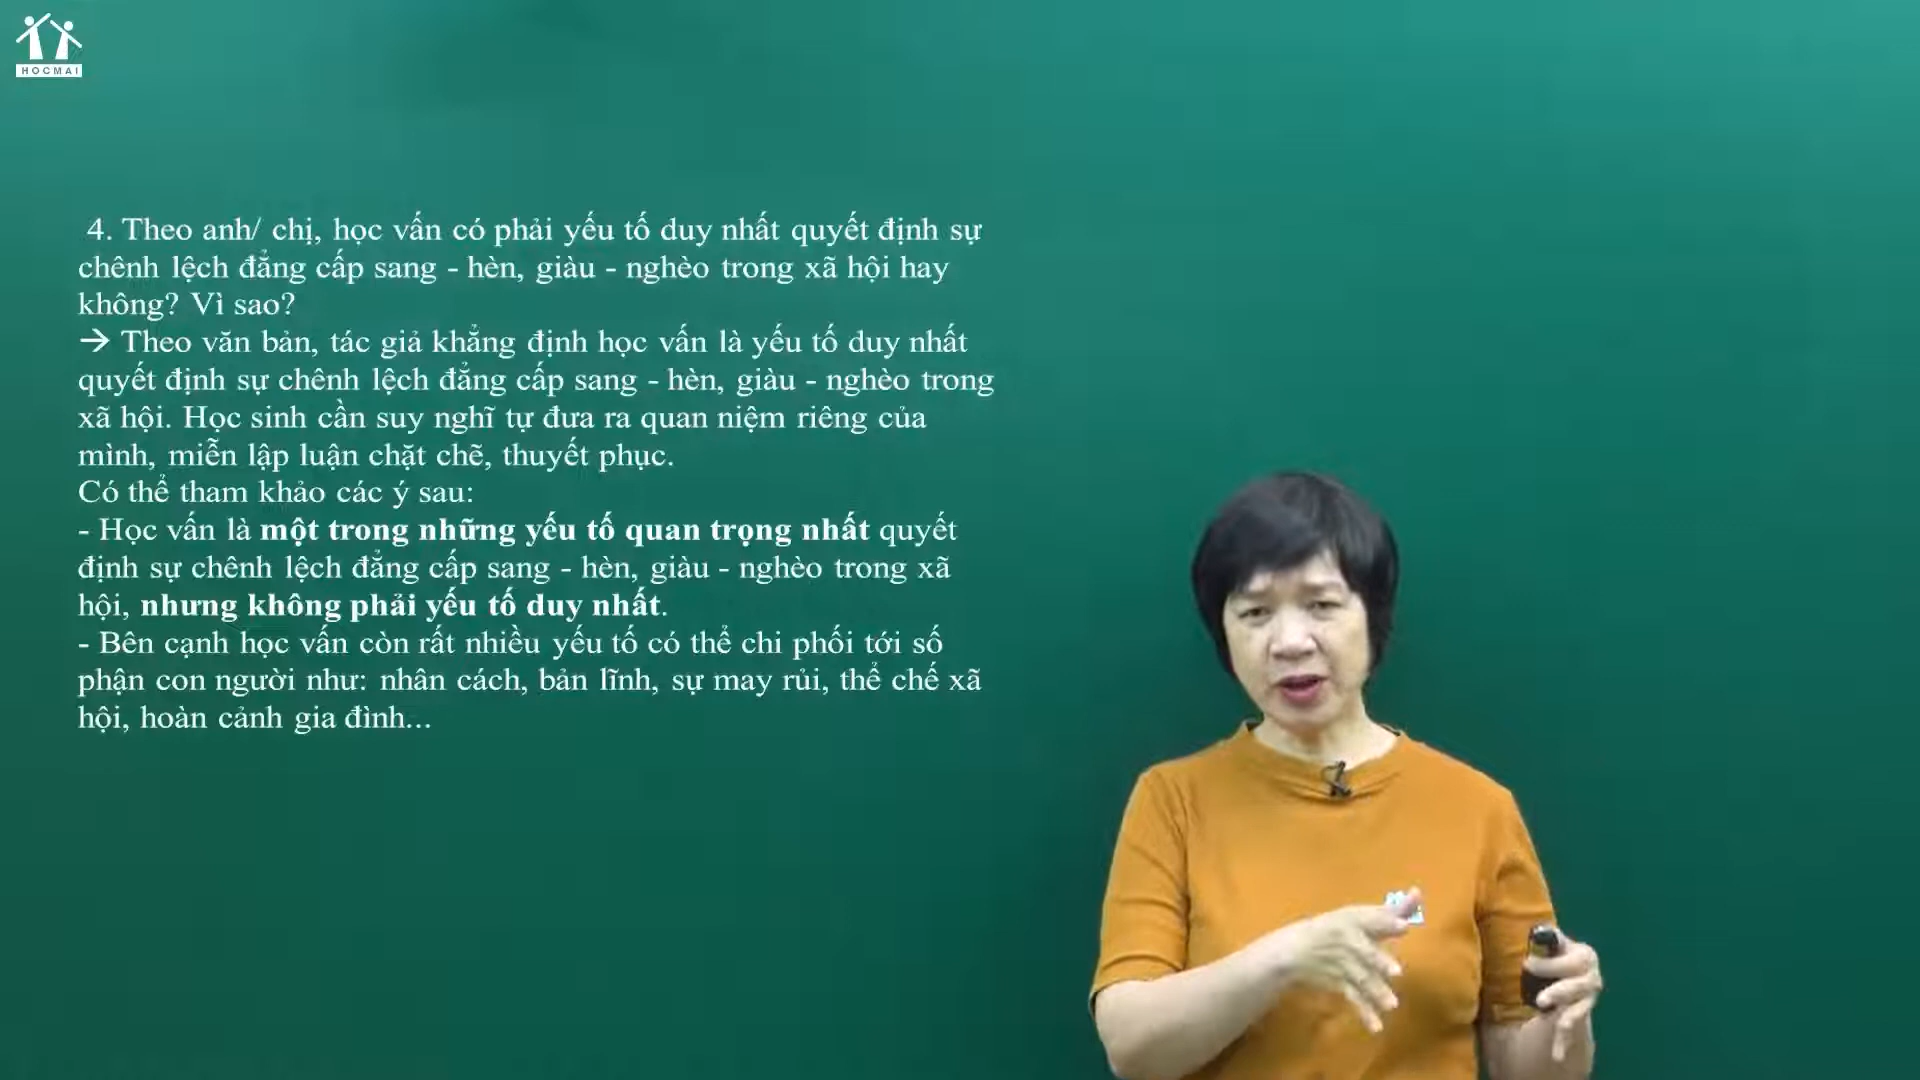 HOCMAI
4. Theo anh/ chị, học vấn có phải yếu tố duy nhất quyết định sự
chênh lệch đẳng cấp sang - hèn, giàu - nghèo trong xã hội hay
không? Vì sao?
→ Theo văn bản, tác giả khẳng định học vấn là yếu tố duy nhất
quyết định sự chênh lệch đẳng cấp sang - hèn, giàu - nghèo trong
xã hội. Học sinh cần suy nghĩ tự đưa ra quan niệm riêng của
mình, miễn lập luận chặt chẽ, thuyết phục.
Có thể tham khảo các ý sau:
- Học vấn là một trong những yếu tố quan trọng nhất quyết
định sự chênh lệch đẳng cấp sang - hèn, giàu - nghèo trong xã
hội, nhưng không phải yếu tố duy nhất.
- Bên cạnh học vấn còn rất nhiều yếu tố có thể chi phối tới số
phận con người như: nhân cách, bản lĩnh, sự may rủi, thể chế xã
hội, hoàn cảnh gia đình...